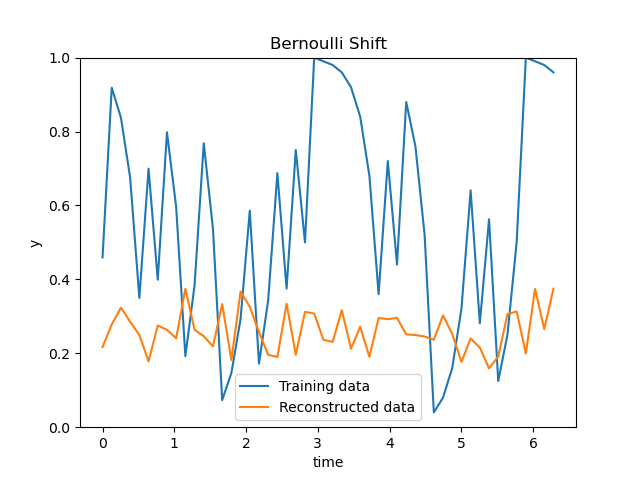 Bernoulli Shift
y
1.0
0.8
0.6
0.4
0.2
0.0
Training data
Reconstructed data
0 1 2 3 4 5 6
time